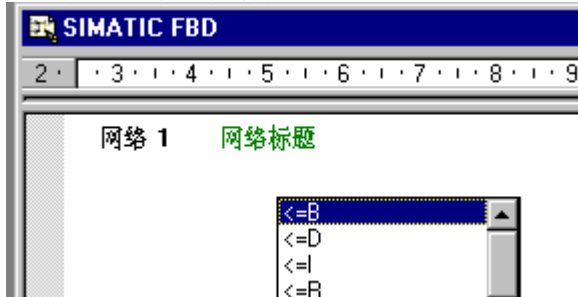 SIMATIC FBD
2 · · 3 · ı · 4 · ı · 5 · ı · 6 · ı · 7 · ı · 8 · ı · 9
网络 1 网络标题
<=B
<=D
<=I
<=R